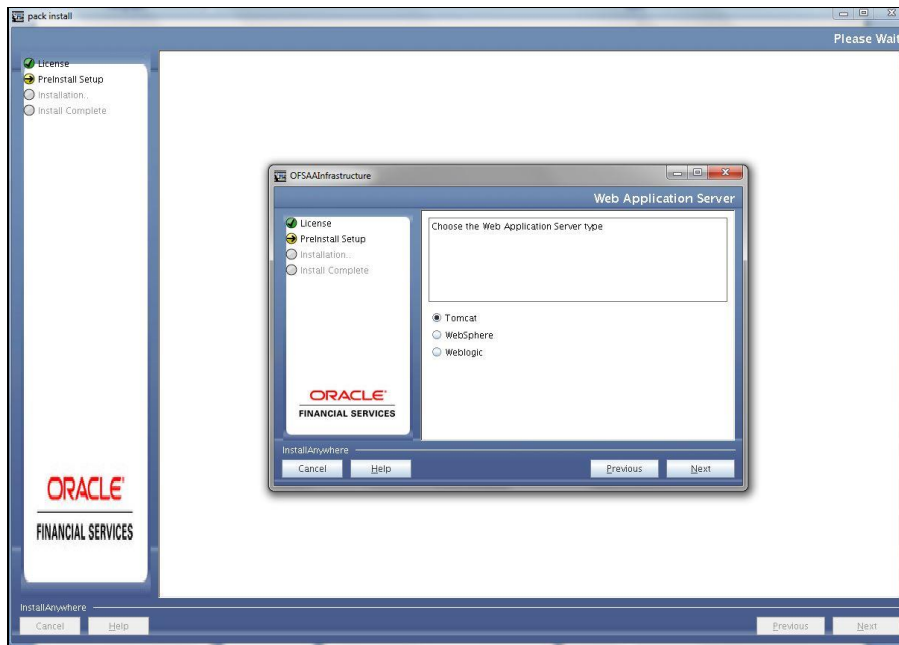 pack install
Please Wait
License
PreInstall Setup
Installation..
Install Complete
OFSAAInfrastructure
Web Application Server
License
PreInstall Setup
Installation..
Install Complete
Choose the Web Application Server type
Tomcat
WebSphere
Weblogic
ORACLE
FINANCIAL SERVICES
InstallAnywhere
Cancel
Help
Previous
Next
ORACLE
FINANCIAL SERVICES
InstallAnywhere
Cancel
Help
Previous
Next